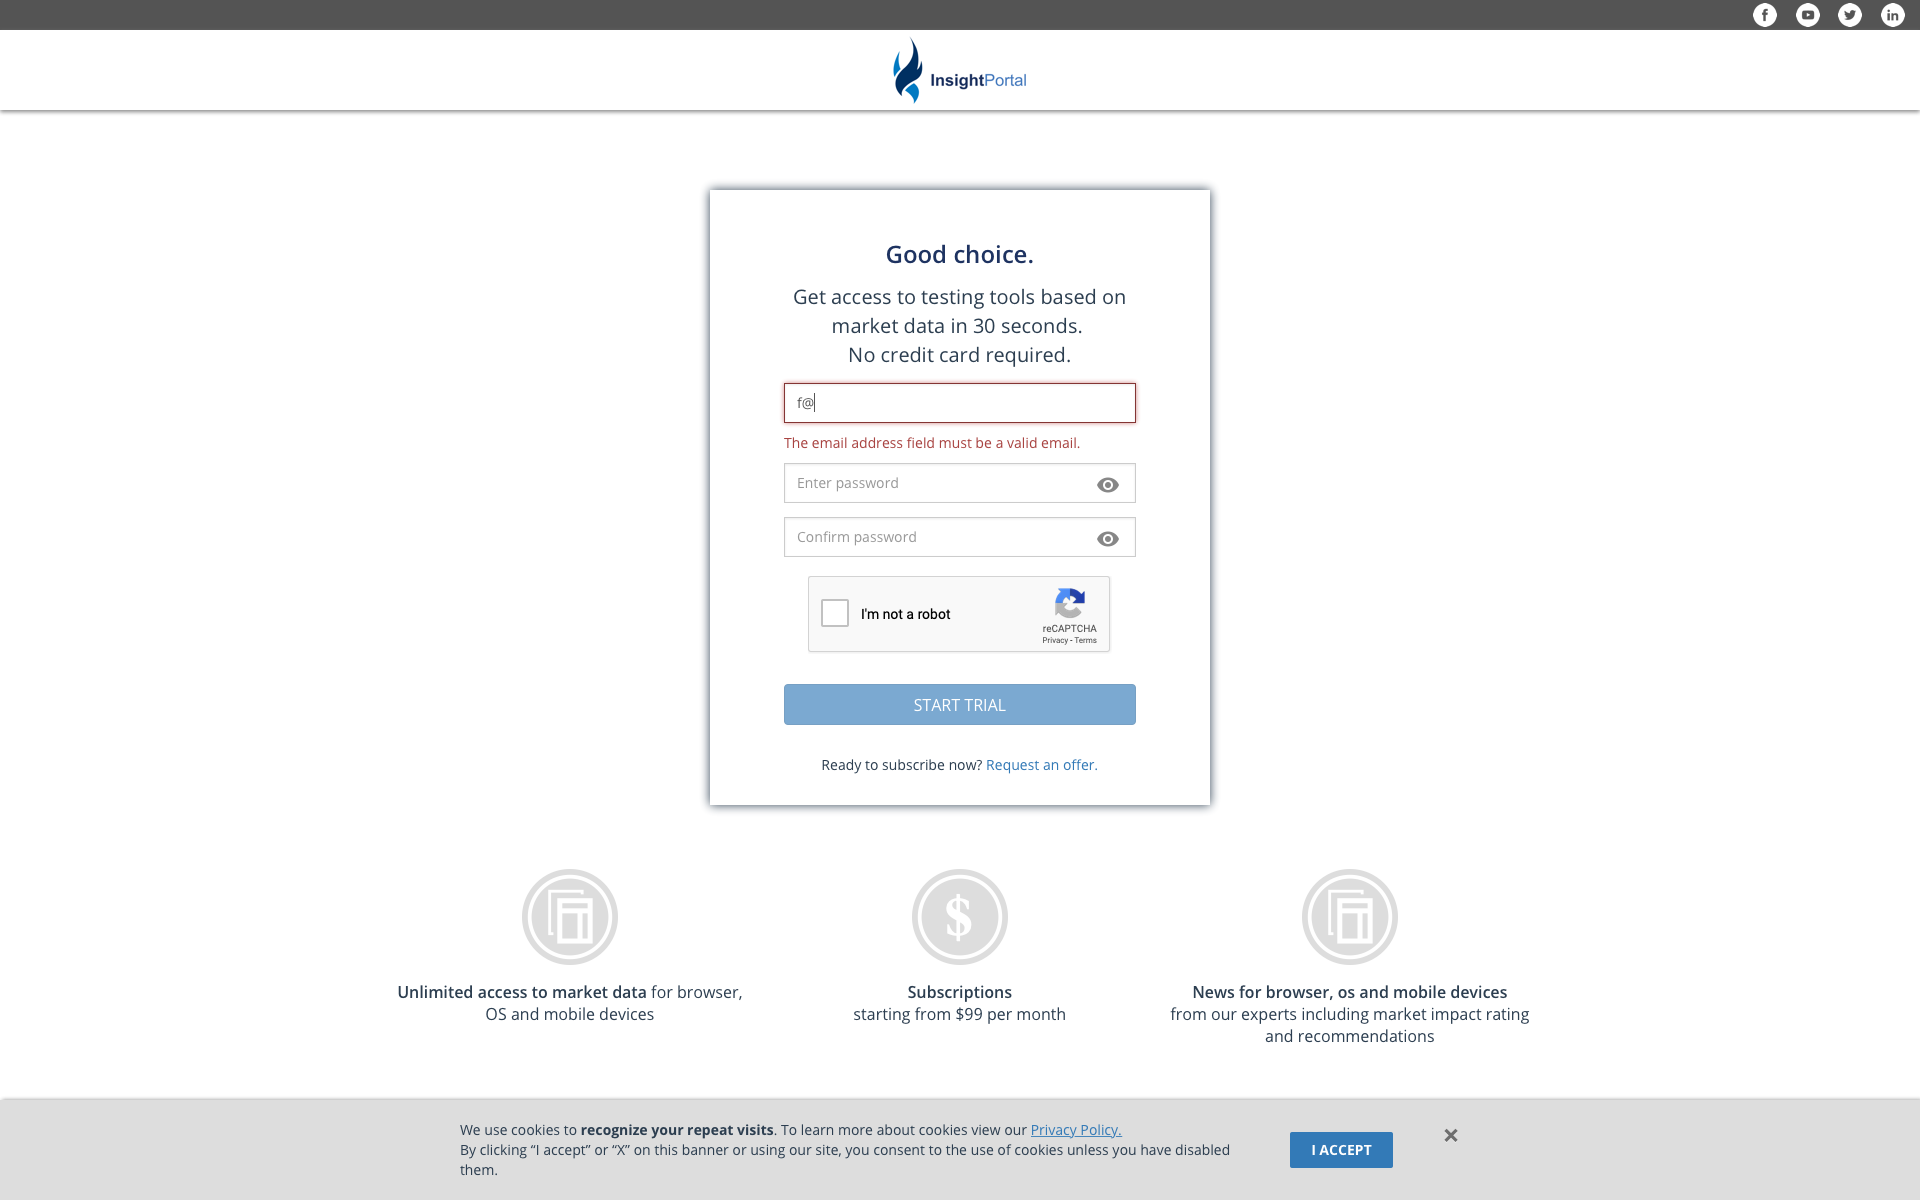 InsightPortal
Good choice.
Get access to testing tools based on
market data in 30 seconds.
No credit card required.
f@
The email address field must be a valid email.
Enter password
Confirm password
I'm not a robot
reCAPTCHA
Privacy - Terms
START TRIAL
Ready to subscribe now? Request an offer.
$
Unlimited access to market data for browser,
OS and mobile devices
Subscriptions
starting from $99 per month
News for browser, os and mobile devices
from our experts including market impact rating
and recommendations
We use cookies to recognize your repeat visits. To learn more about cookies view our Privacy Policy.
By clicking “I accept” or “X” on this banner or using our site, you consent to the use of cookies unless you have disabled
them.
I ACCEPT